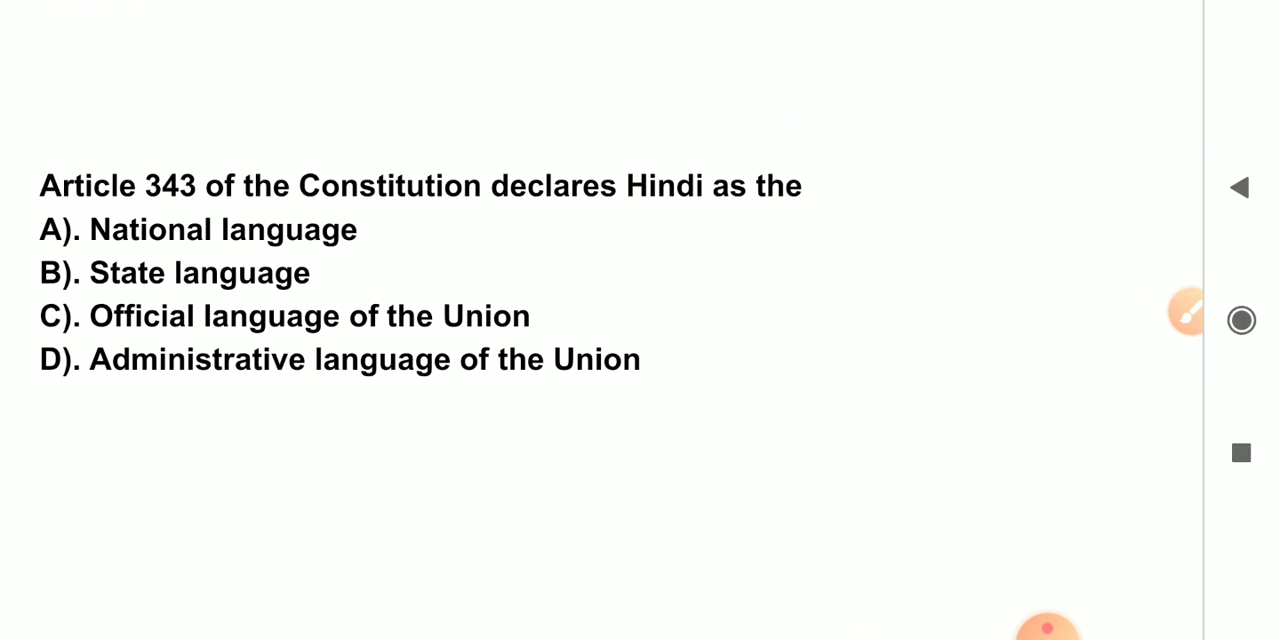 Article 343 of the Constitution declares Hindi as the
A). National language
B). State language
C). Official language of the Union
D). Administrative language of the Union